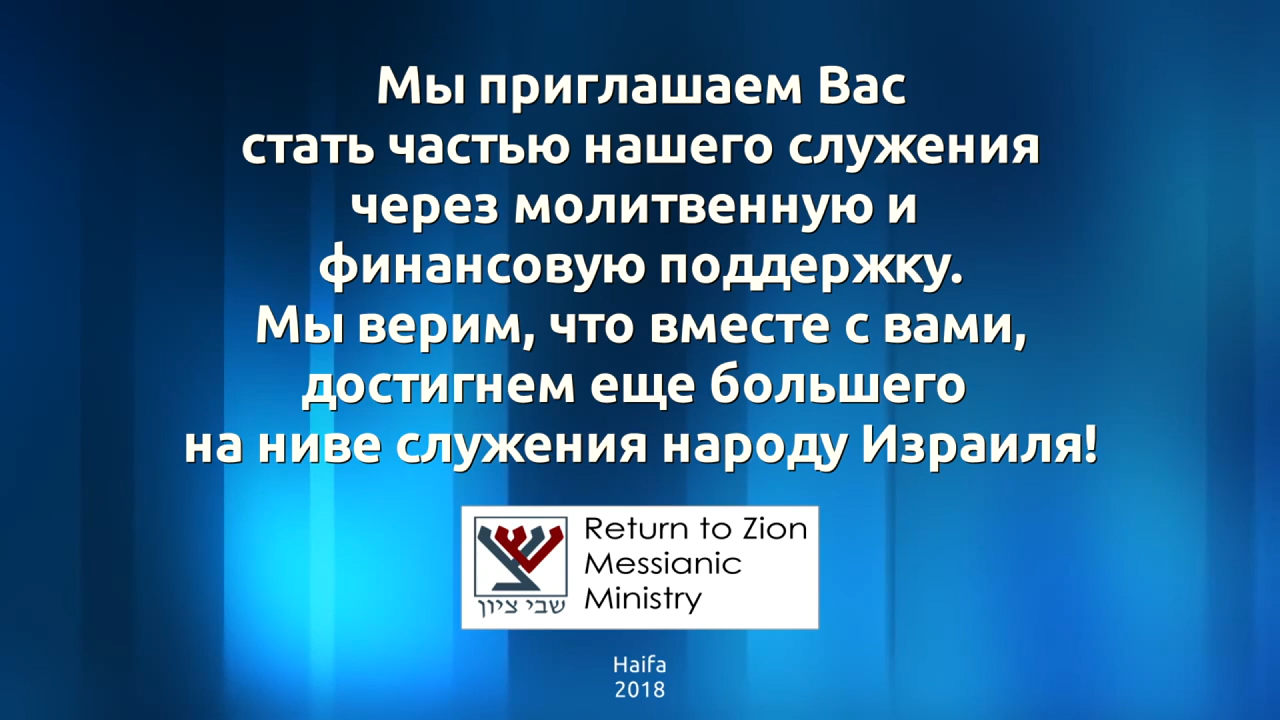 Мы приглашаем Вас
стать частью нашего служения
через молитвенную и
финансовую поддержку.
Мы верим, что вместе с вами,
достигнем еще большего
на ниве служения народу Израиля!
Return to Zion
Messianic
Ministry
שבי ציון
Haifa
2018